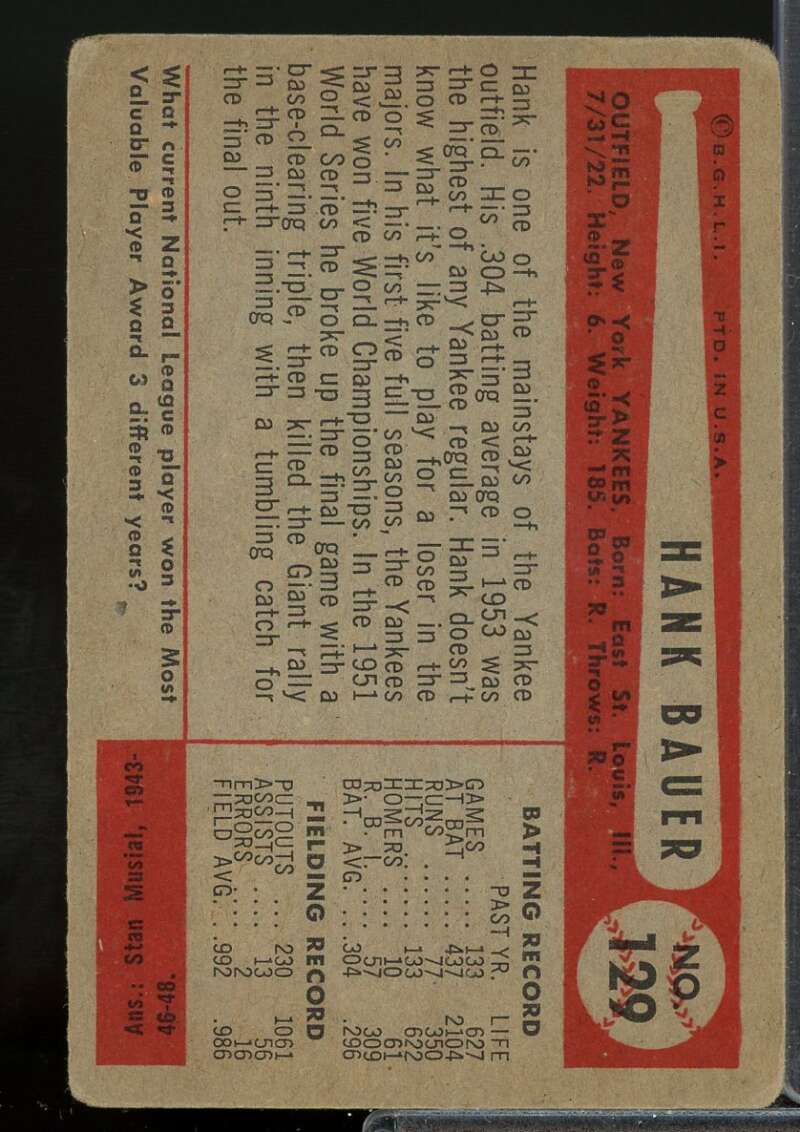 © B.G.H.L.I. PTD. IN U.S.A.
HANK BAUER
NO.
129
OUTFIELD, New York YANKEES. Born: East St. Louis, Ill.,
7/31/22. Height: 6. Weight: 185. Bats: R. Throws: R.
Hank is one of the mainstays of the Yankee
outfield. His .304 batting average in 1953 was
the highest of any Yankee regular. Hank doesn't
know what it's like to play for a loser in the
majors. In his first five full seasons, the Yankees
have won five World Championships. In the 1951
World Series he broke up the final game with a
base-clearing triple, then killed the Giant rally
in the ninth inning with a tumbling catch for
the final out.
BATTING RECORD
PAST YR. LIFE
GAMES ..... 133 627
AT BAT ..... 437 2104
RUNS ...... 77 350
HITS ....... 133 622
HOMERS..... 10 61
R. B. I....... 57 309
BAT. AVG. .. .304 .296
FIELDING RECORD
PUTOUTS ... 230 1061
ASSISTS .... 13 56
ERRORS..... 2 16
FIELD AVG... .992 .986
What current National League player won the Most
Valuable Player Award 3 different years?
Ans.: Stan Musial, 1943-
46-48.